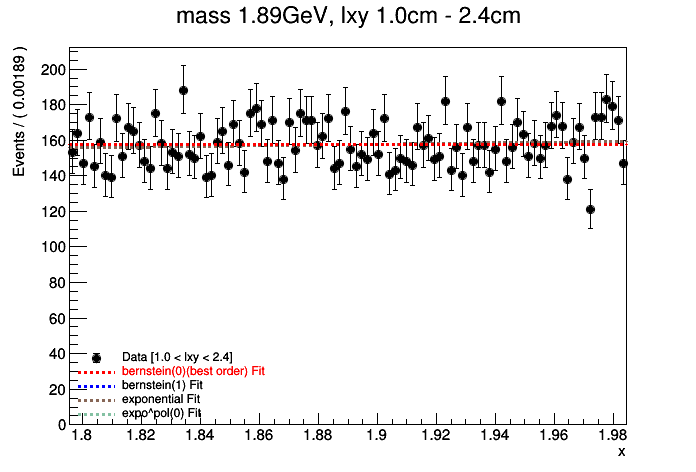 mass 1.89GeV, lxy 1.0cm - 2.4cm
Events / ( 0.00189 )
200
180
160
140
120
100
80
60
40
20
0
Data [1.0 < lxy < 2.4]
bernstein(0)(best order) Fit
bernstein(1) Fit
exponential Fit
expo^pol(0) Fit
1.8 1.82 1.84 1.86 1.88 1.9 1.92 1.94 1.96 1.98
x